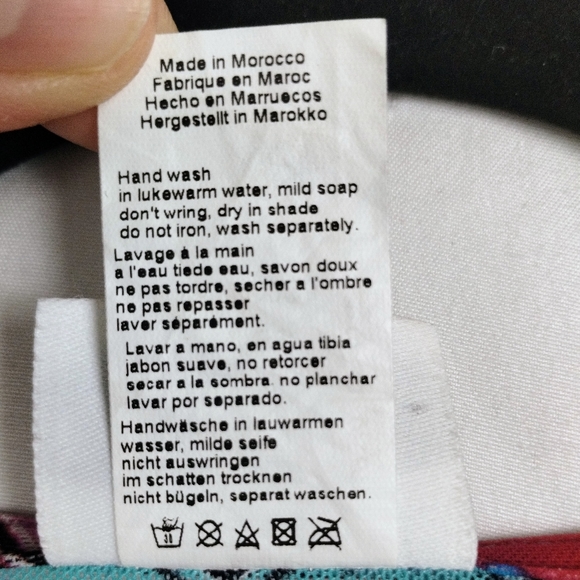 Made in Morocco
Fabrique en Maroc
Hecho en Marruecos
Hergestellt in Marokko
Hand wash
in lukewarm water, mild soap
don't wring, dry in shade
do not iron, wash separately.
Lavage à la main
a l'eau tiede eau, savon doux
ne pas tordre, secher a l'ombre
ne pas repasser
laver séparément.
Lavar a mano, en agua tibia
jabon suave, no retorcer
secar a la sombra no planchar
lavar por separado.
Handwäsche in lauwarmen
wasser, milde seife
nicht auswringen
im schatten trocknen
nicht bügeln, separat waschen.
30